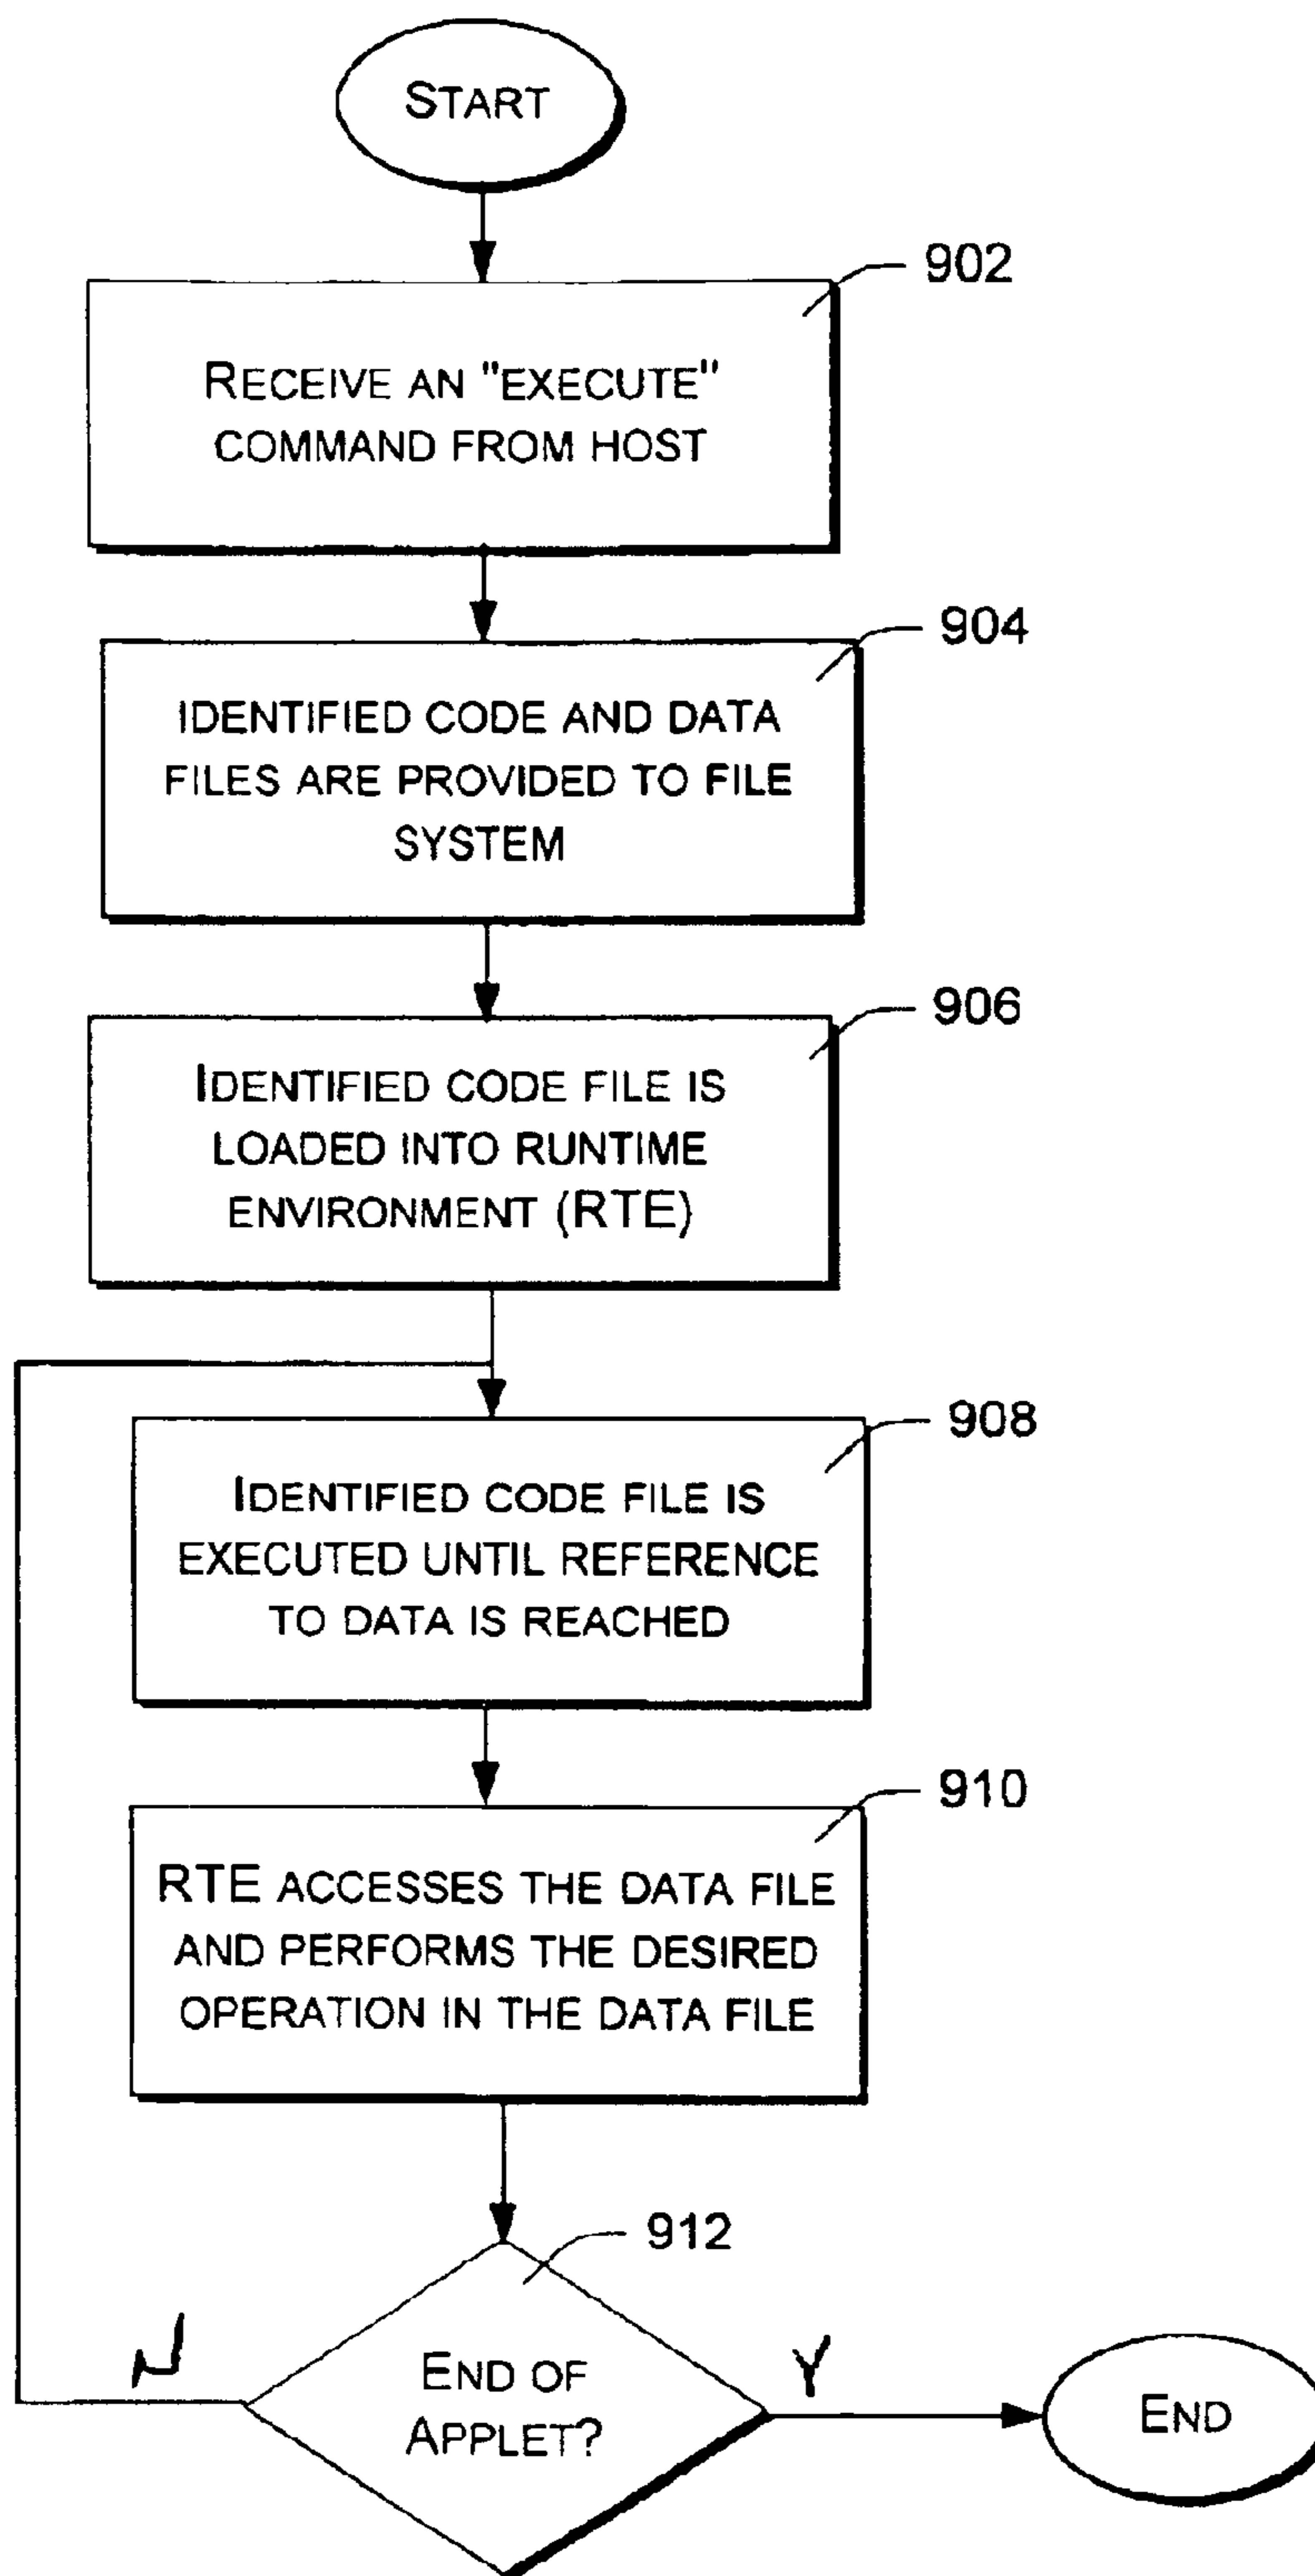 START
902
RECEIVE AN "EXECUTE"
COMMAND FROM HOST
904
IDENTIFIED CODE AND DATA
FILES ARE PROVIDED TO FILE
SYSTEM
906
IDENTIFIED CODE FILE IS
LOADED INTO RUNTIME
ENVIRONMENT (RTE)
908
IDENTIFIED CODE FILE IS
EXECUTED UNTIL REFERENCE
TO DATA IS REACHED
910
RTE ACCESSES THE DATA FILE
AND PERFORMS THE DESIRED
OPERATION IN THE DATA FILE
912
N
END OF
APPLET?
Y
END